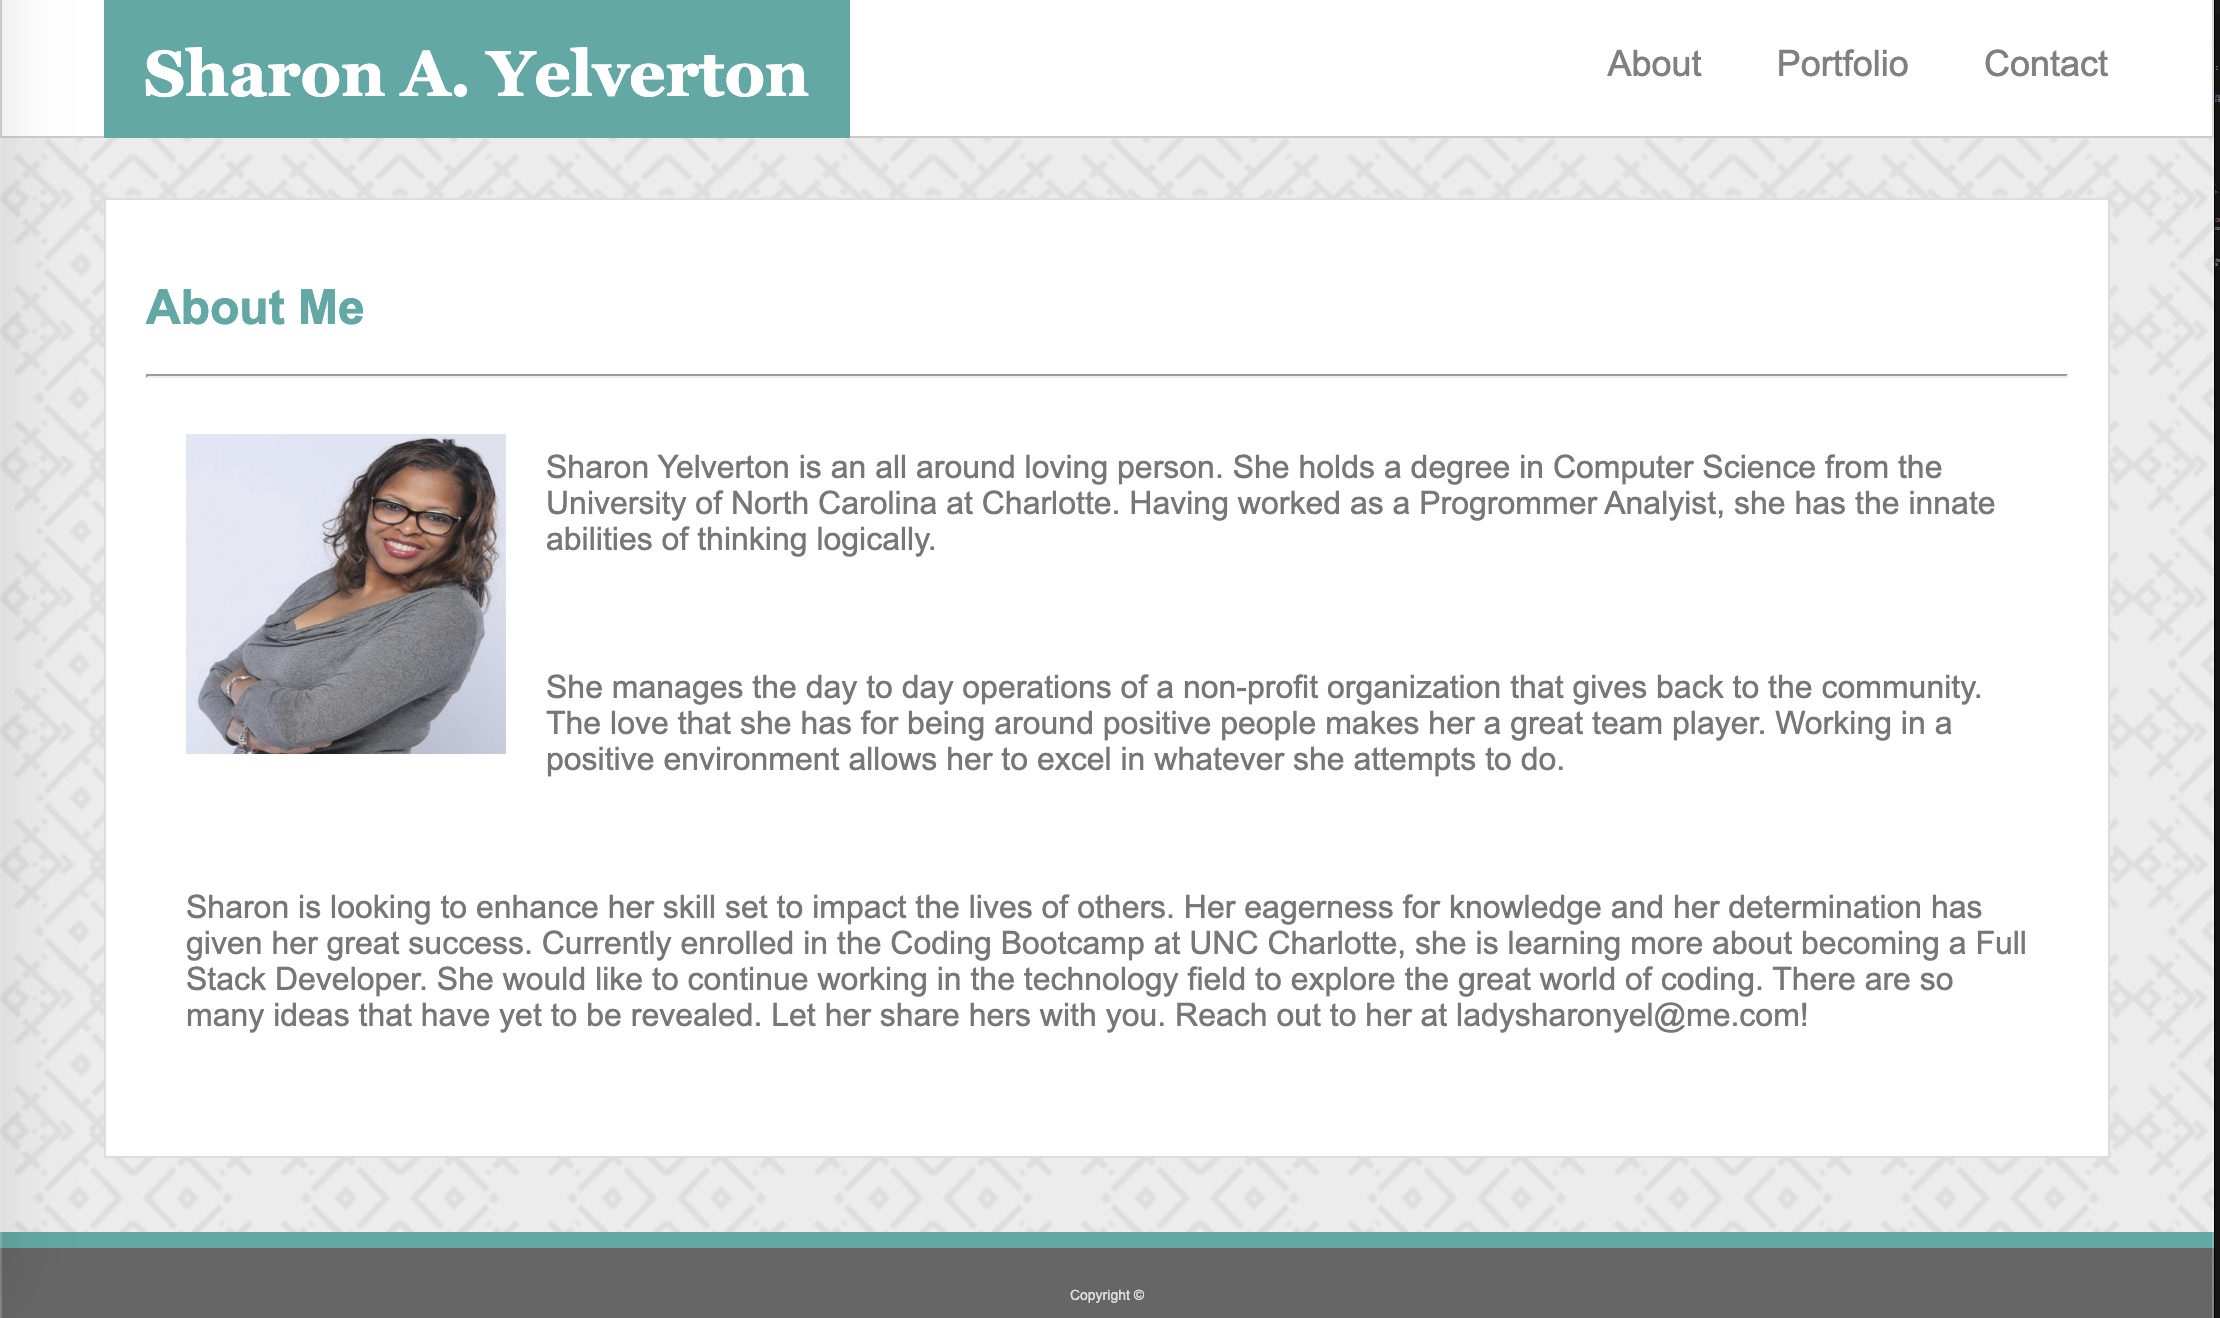 Sharon A. Yelverton
About
Portfolio
Contact
About Me
Sharon Yelverton is an all around loving person. She holds a degree in Computer Science from the
University of North Carolina at Charlotte. Having worked as a Progrommer Analyist, she has the innate
abilities of thinking logically.
She manages the day to day operations of a non-profit organization that gives back to the community.
The love that she has for being around positive people makes her a great team player. Working in a
positive environment allows her to excel in whatever she attempts to do.
Sharon is looking to enhance her skill set to impact the lives of others. Her eagerness for knowledge and her determination has
given her great success. Currently enrolled in the Coding Bootcamp at UNC Charlotte, she is learning more about becoming a Full
Stack Developer. She would like to continue working in the technology field to explore the great world of coding. There are so
many ideas that have yet to be revealed. Let her share hers with you. Reach out to her at ladysharonyel@me.com!
Copyright ©